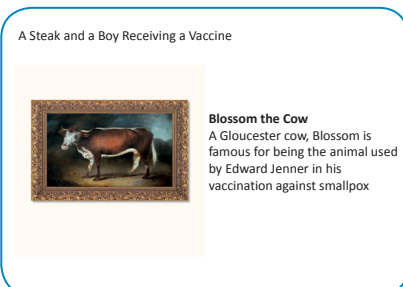 A Steak and a Boy Receiving a Vaccine
Blossom the Cow
A Gloucester cow, Blossom is
famous for being the animal used
by Edward Jenner in his
vaccination against smallpox